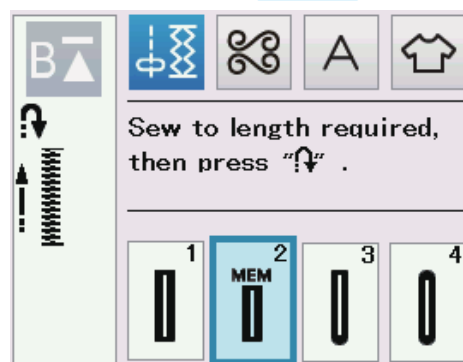 B
A
Sew to length required,
then press “ ” .
1
2
3
4
MEM